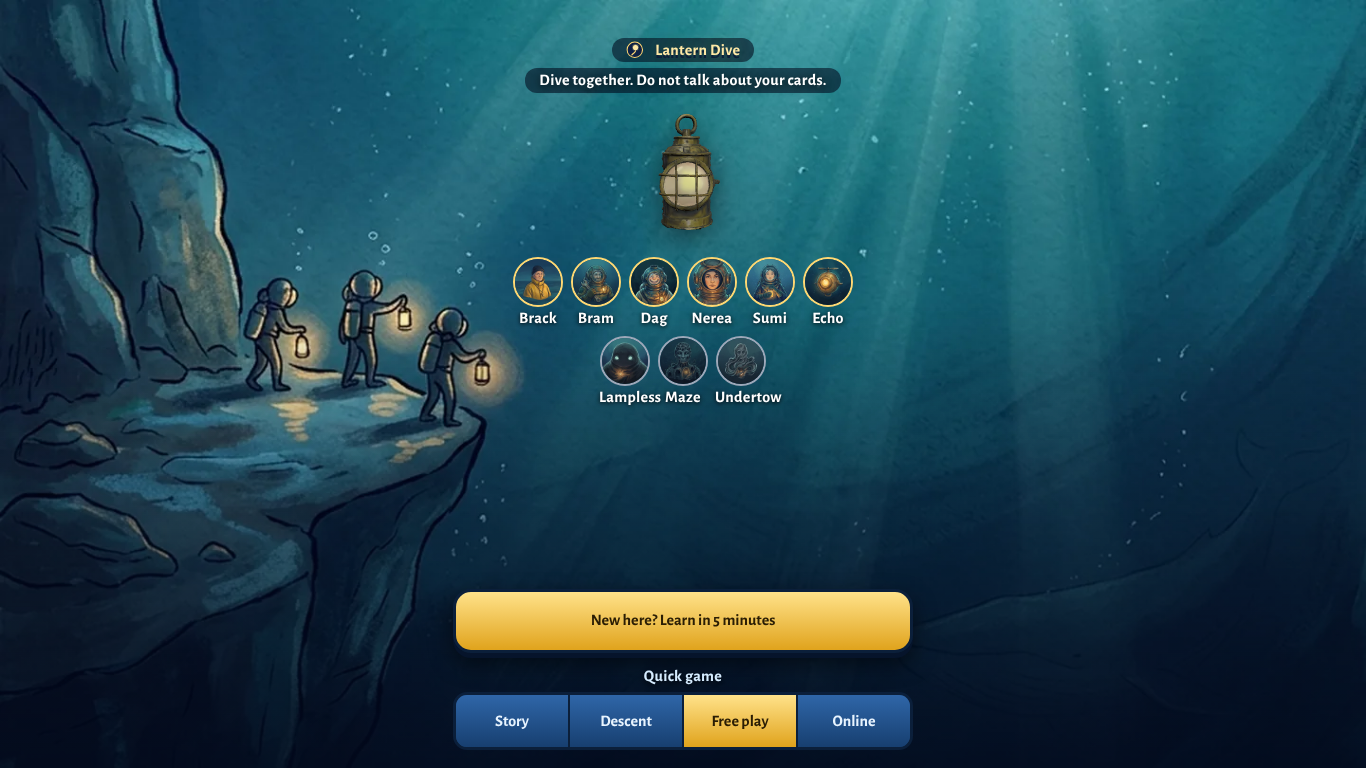 Lantern Dive
Dive together. Do not talk about your cards.
Brack Bram Dag Nerea Sumi Echo
Lampless Maze Undertow
New here? Learn in 5 minutes
Quick game
Story Descent Free play Online